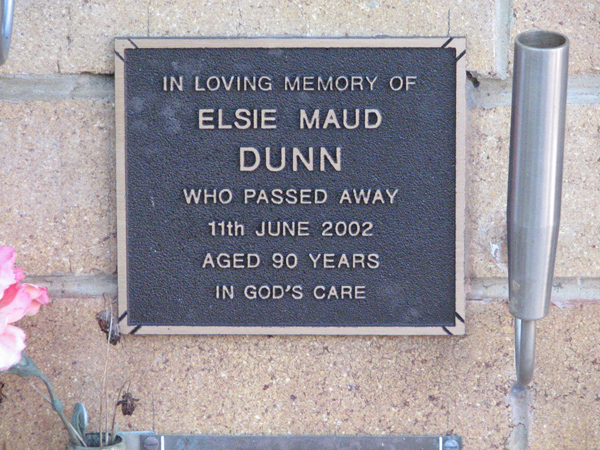 IN LOVING MEMORY OF
ELSIE MAUD
DUNN
WHO PASSED AWAY
11th JUNE 2002
AGED 90 YEARS
IN GOD'S CARE